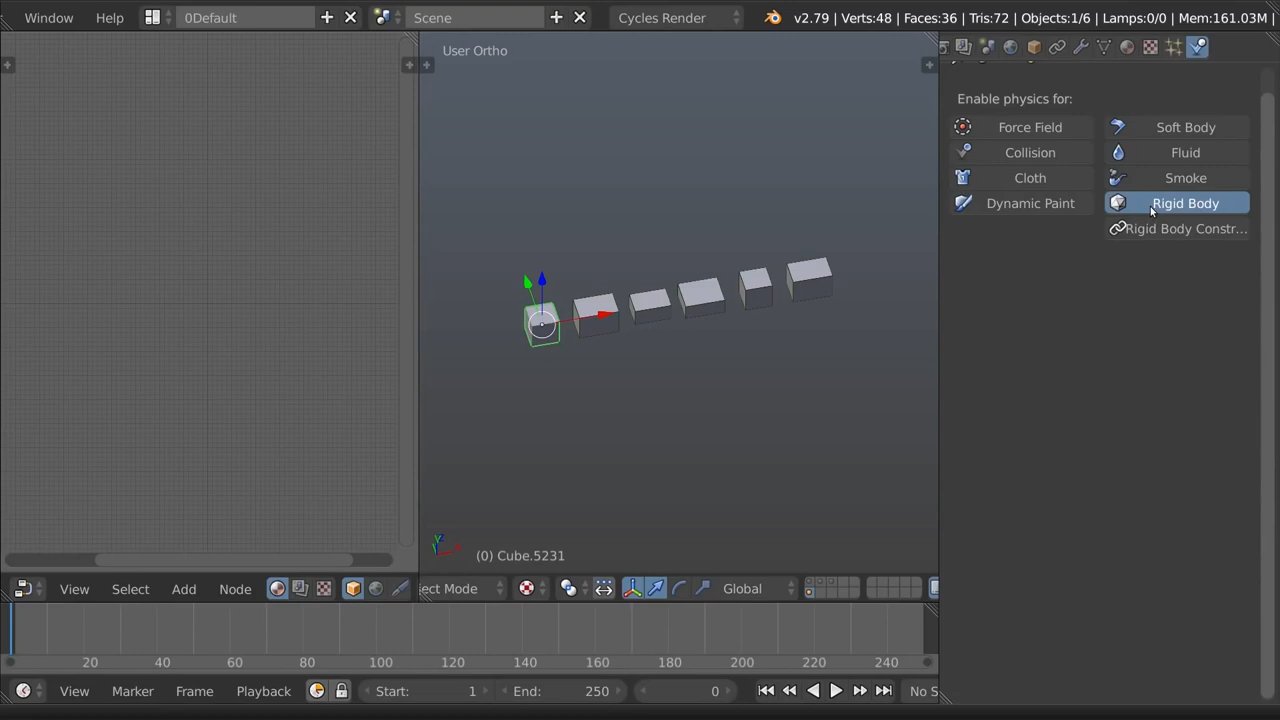 Window Help 0Default Scene Cycles Render v2.79 | Verts:48 | Faces:36 | Tris:72 | Objects:1/6 | Lamps:0/0 | Mem:161.03M |
User Ortho
Enable physics for:
Force Field Soft Body
Collision Fluid
Cloth Smoke
Dynamic Paint Rigid Body
Rigid Body Constr...
(0) Cube.5231
View Select Add Node ect Mode Global
20 40 60 80 100 120 140 160 180 200 220 240
View Marker Frame Playback Start: 1 End: 250 0 No S